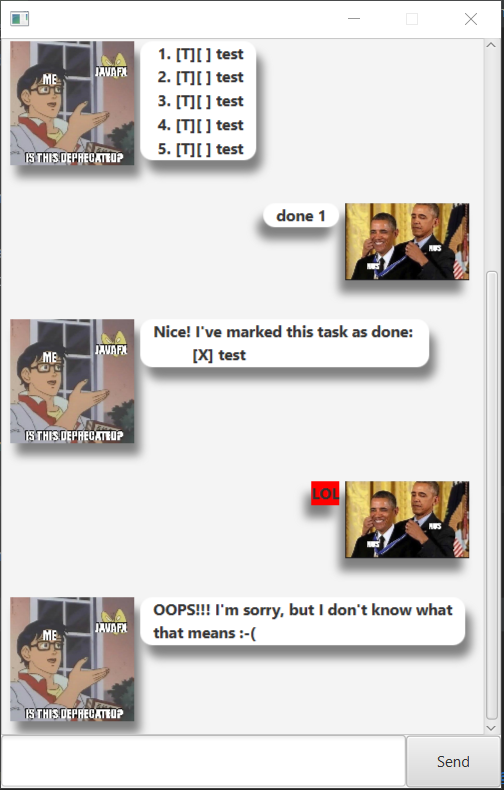 ME
JAVAFX
IS THIS DEPRECATED?
1. [T][ ] test
2. [T][ ] test
3. [T][ ] test
4. [T][ ] test
5. [T][ ] test
done 1
NUS
NUS
ME
JAVAFX
IS THIS DEPRECATED?
Nice! I've marked this task as done:
[X] test
LOL
NUS
NUS
ME
JAVAFX
IS THIS DEPRECATED?
OOPS!!! I'm sorry, but I don't know what
that means :-(
Send